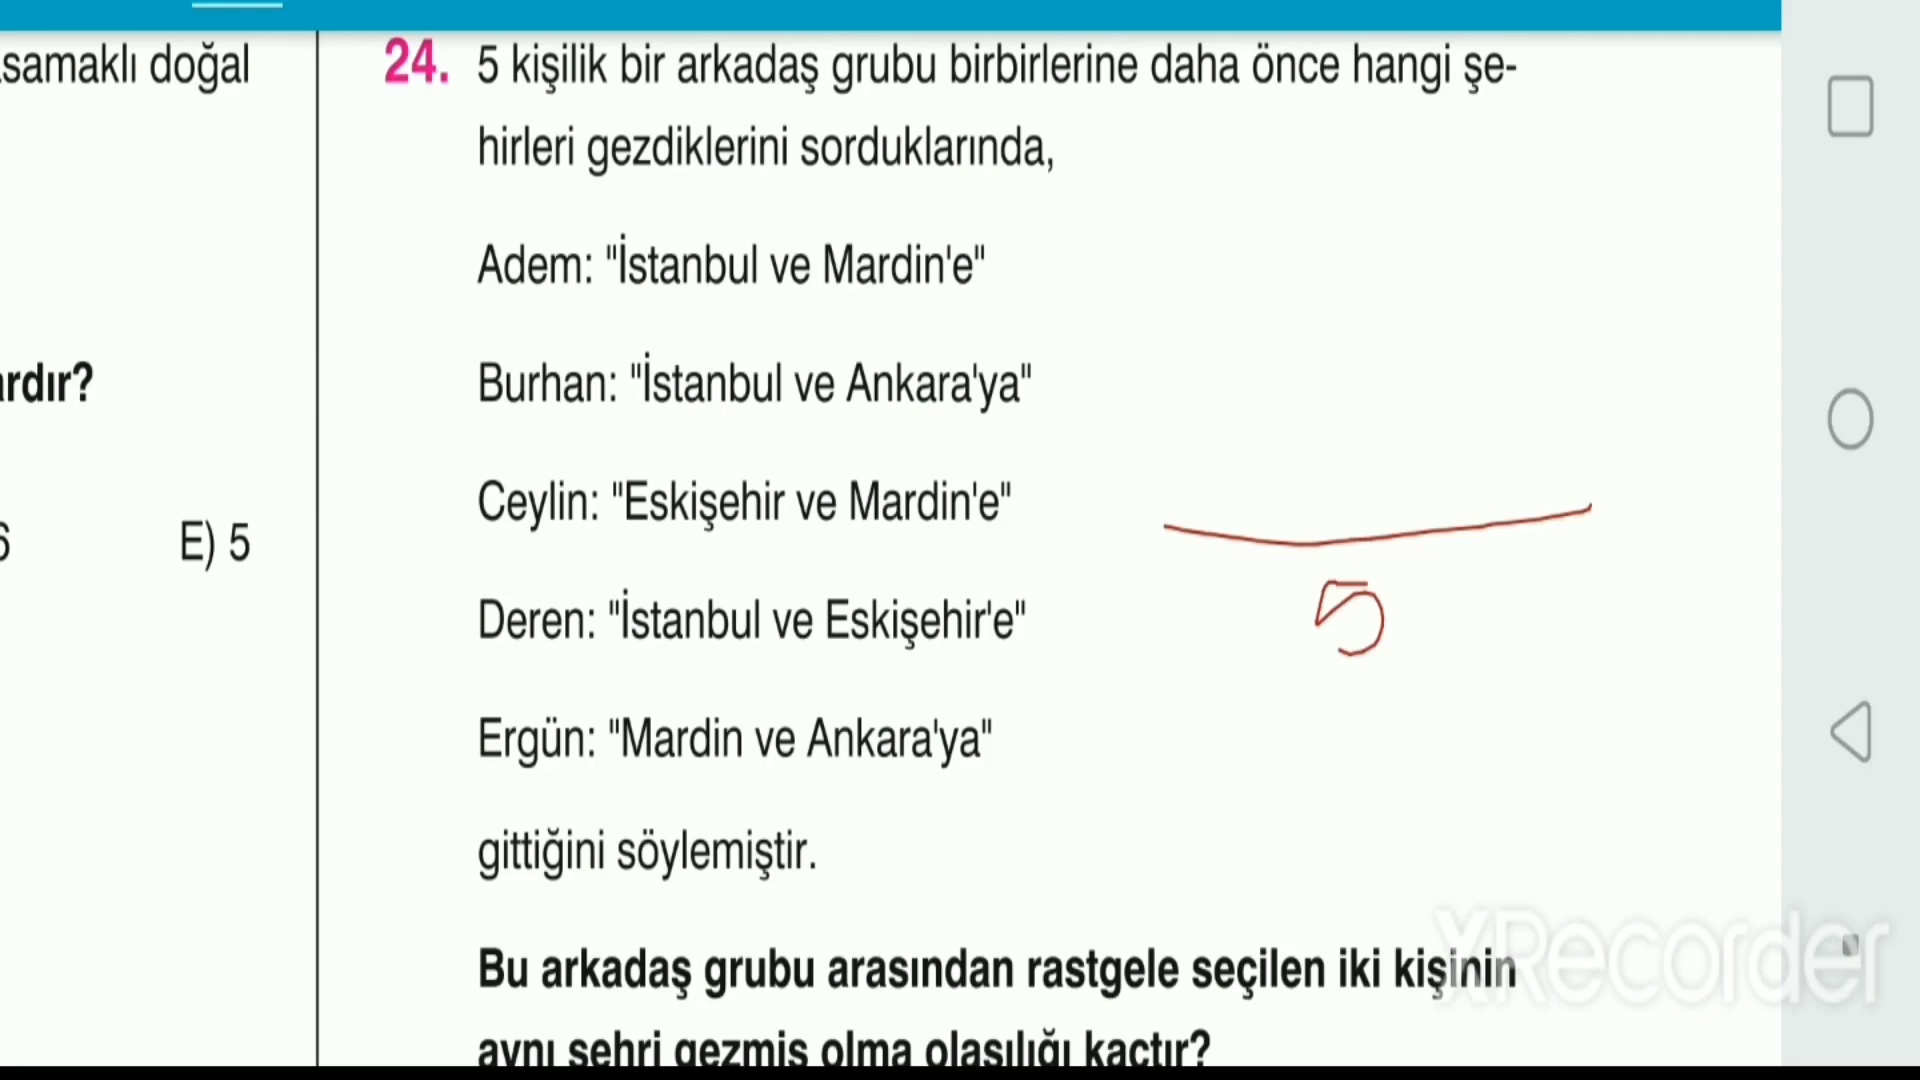 samaklı doğal
ardır?
6 E) 5
24. 5 kişilik bir arkadaş grubu birbirlerine daha önce hangi şe-
hirleri gezdiklerini sorduklarında,
Adem: "İstanbul ve Mardin'e"
Burhan: "İstanbul ve Ankara'ya"
Ceylin: "Eskişehir ve Mardin'e"
Deren: "İstanbul ve Eskişehir'e"
Ergün: "Mardin ve Ankara'ya"
gittiğini söylemiştir.
Bu arkadaş grubu arasından rastgele seçilen iki kişinin
aynı şehri gezmiş olma olasılığı kaçtır?
5
XRecorder